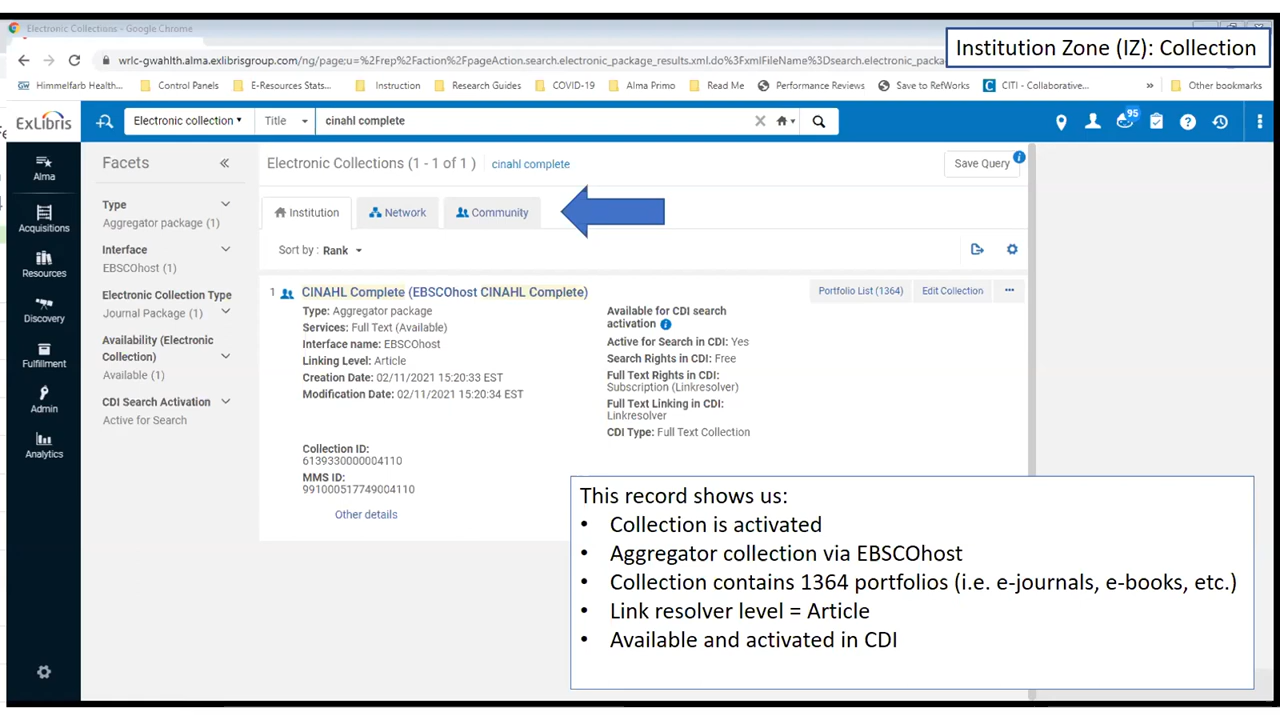 Electronic Collections - Google Chrome
Institution Zone (IZ): Collection
wrlc-gwahlth.alma.exlibrisgroup.com/ng/page;u=%2Frep%2Faction%2FpageAction.search.electronic_package_results.xml.do%3FxmlFileName%3Dsearch.electronic_packa
GW Himmelfarb Health... Control Panels E-Resources Stats... Instruction Research Guides COVID-19 Alma Primo Read Me Performance Reviews Save to RefWorks CITI - Collaborative... » Other bookmarks
ExLibris Electronic collection Title cinahl complete 95
Alma
Acquisitions
Resources
Discovery
Fulfillment
Admin
Analytics
Facets
Type
Aggregator package (1)
Interface
EBSCOhost (1)
Electronic Collection Type
Journal Package (1)
Availability (Electronic
Collection)
Available (1)
CDI Search Activation
Active for Search
Electronic Collections (1 - 1 of 1 ) cinahl complete Save Query
Institution Network Community
Sort by : Rank
1 CINAHL Complete (EBSCOhost CINAHL Complete) Portfolio List (1364) Edit Collection ...
Type: Aggregator package
Services: Full Text (Available)
Interface name: EBSCOhost
Linking Level: Article
Creation Date: 02/11/2021 15:20:33 EST
Modification Date: 02/11/2021 15:20:34 EST
Available for CDI search
activation
Active for Search in CDI: Yes
Search Rights in CDI: Free
Full Text Rights in CDI:
Subscription (Linkresolver)
Full Text Linking in CDI:
Linkresolver
CDI Type: Full Text Collection
Collection ID:
6139330000004110
MMS ID:
991000517749004110
Other details
This record shows us:
• Collection is activated
• Aggregator collection via EBSCOhost
• Collection contains 1364 portfolios (i.e. e-journals, e-books, etc.)
• Link resolver level = Article
• Available and activated in CDI